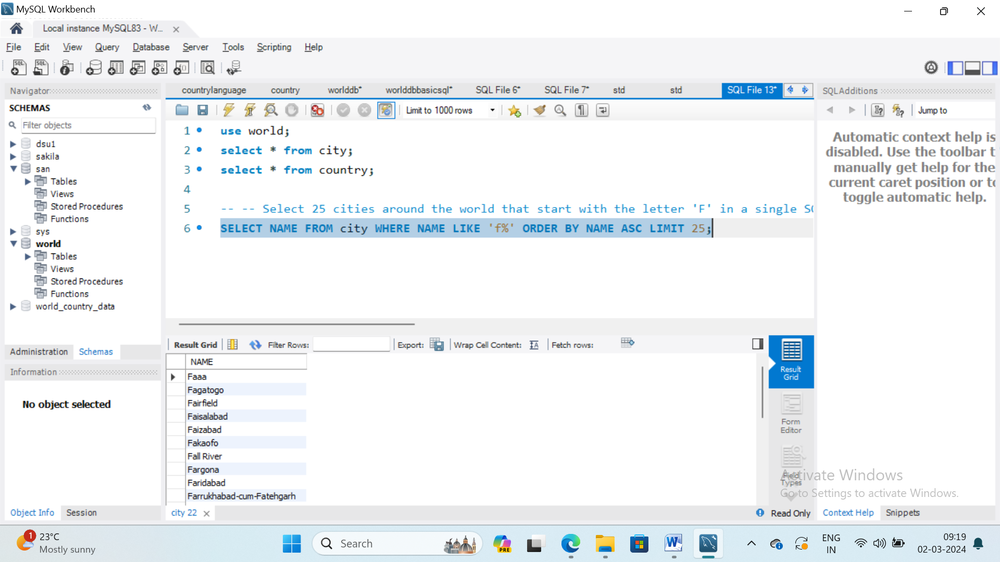 MySQL Workbench
Local instance MySQL83 - W...
File Edit View Query Database Server Tools Scripting Help
Navigator
SCHEMAS
Filter objects
dsu1
sakila
san
Tables
Views
Stored Procedures
Functions
sys
world
Tables
Views
Stored Procedures
Functions
world_country_data
Administration Schemas
Information
No object selected
Object Info Session
countrylanguage country worlddb* worlddbbasicsql* SQL File 6* SQL File 7* std std SQL File 13*
Limit to 1000 rows
1 use world;
2 select * from city;
3 select * from country;
4
5 -- -- Select 25 cities around the world that start with the letter 'F' in a single
6 SELECT NAME FROM city WHERE NAME LIKE 'f%' ORDER BY NAME ASC LIMIT 25;
Result Grid Filter Rows: Export: Wrap Cell Content: Fetch rows:
NAME
Faaa
Fagatogo
Fairfield
Faisalabad
Faizabad
Fakaofo
Fall River
Fargona
Faridabad
Farrukhabad-cum-Fatehgarh
Result
Grid
Form
Editor
Field
Types
city 22
Read Only
SQLAdditions
Jump to
Automatic context help is
disabled. Use the toolbar t
manually get help for the
current caret position or to
toggle automatic help.
Activate Windows
Go to Settings to activate Windows.
Context Help Snippets
1
23°C
Mostly sunny
Search
PRE
ENG
IN
09:19
02-03-2024